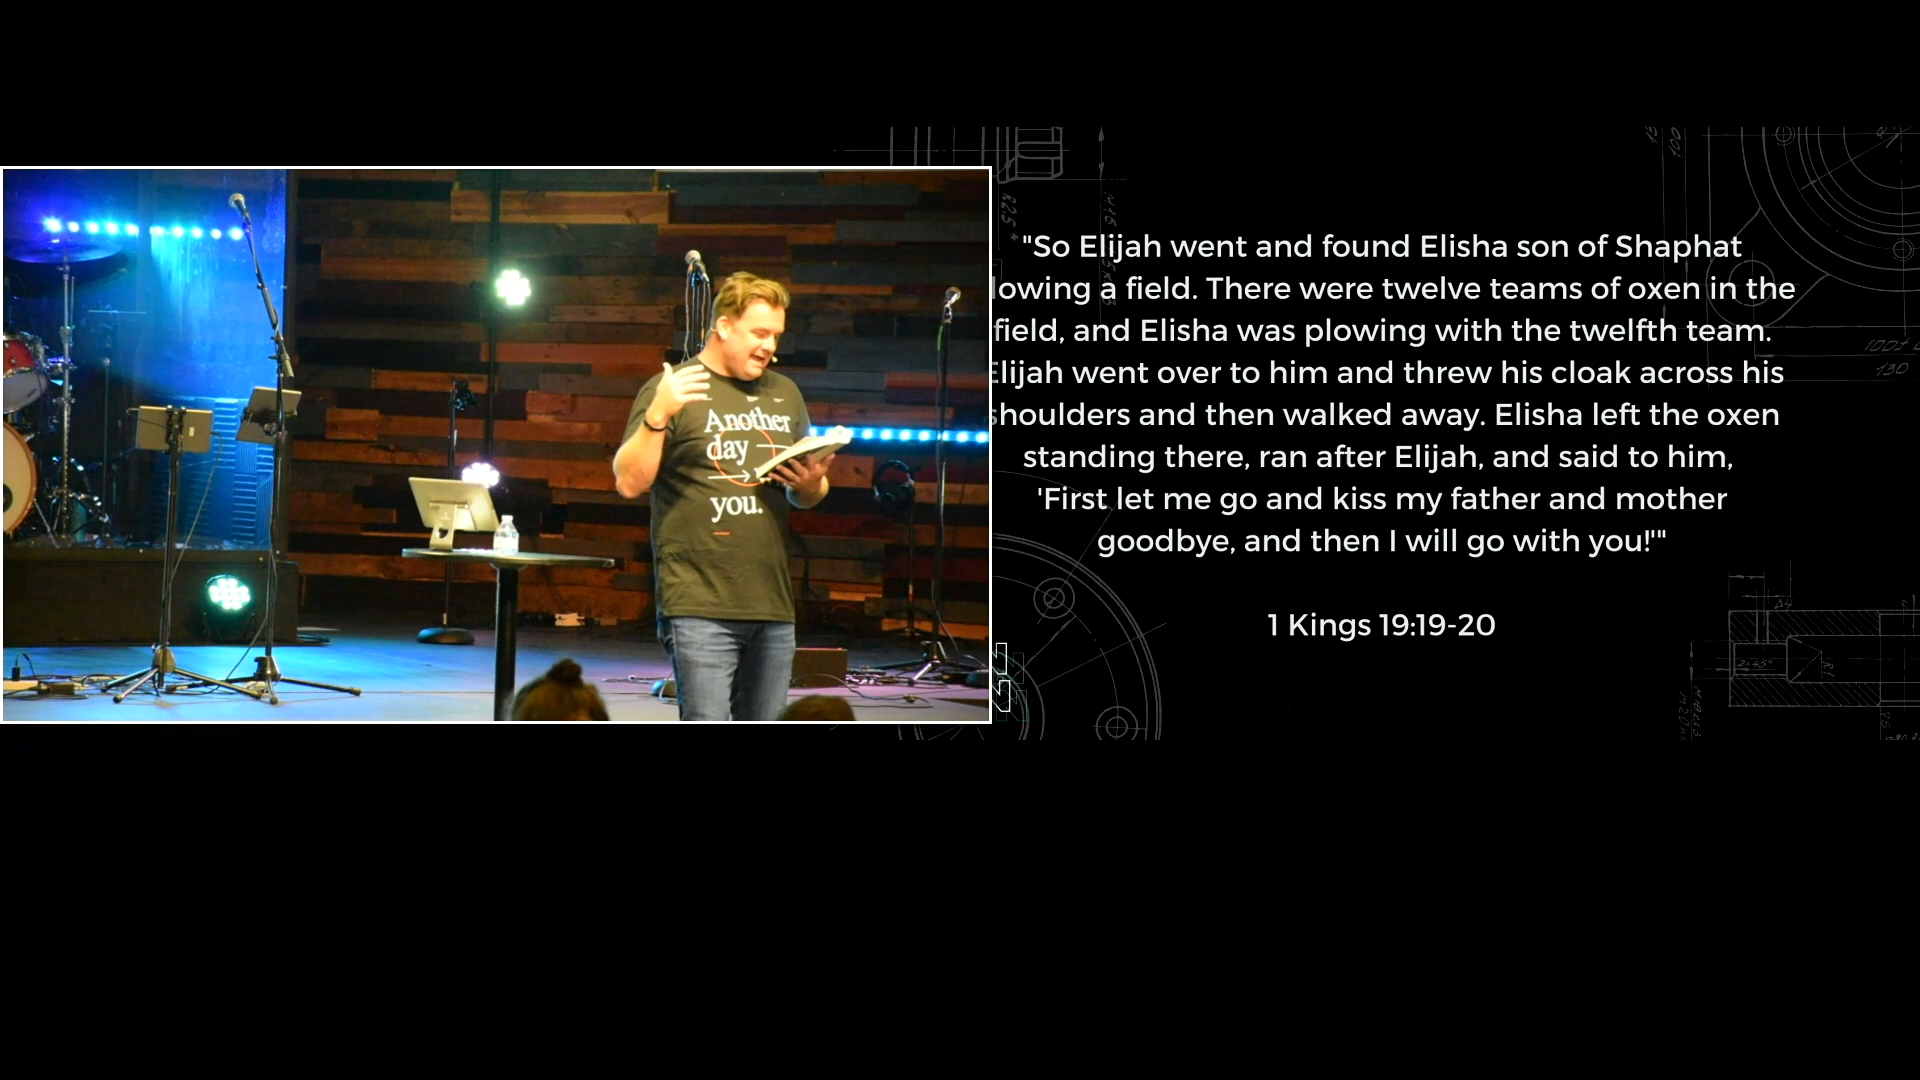 "So Elijah went and found Elisha son of Shaphat
lowing a field. There were twelve teams of oxen in the
field, and Elisha was plowing with the twelfth team.
Elijah went over to him and threw his cloak across his
shoulders and then walked away. Elisha left the oxen
standing there, ran after Elijah, and said to him,
'First let me go and kiss my father and mother
goodbye, and then I will go with you!'"
1 Kings 19:19-20
Another
day
you.
100
130
2×45°